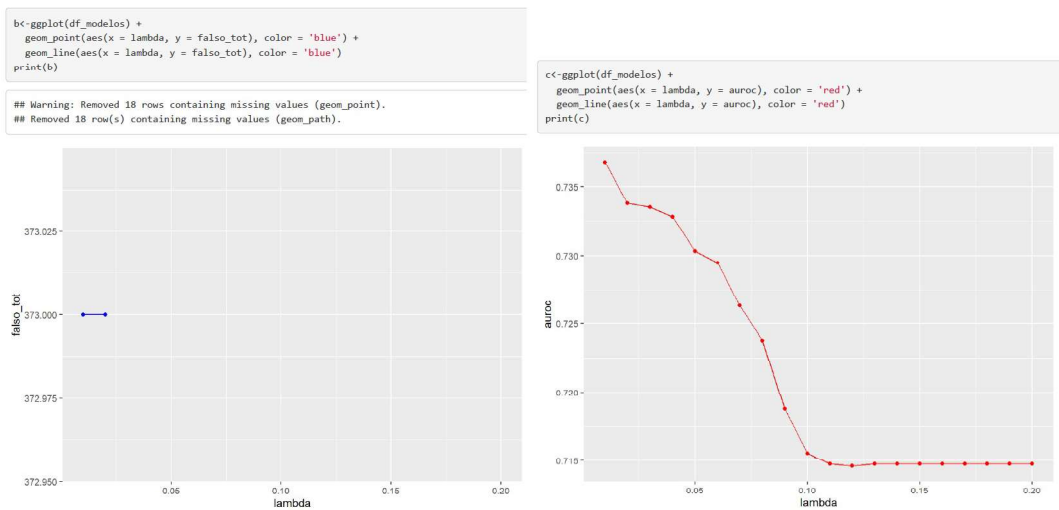 b<-ggplot(df_modelos) +
  geom_point(aes(x = lambda, y = falso_tot), color = 'blue') +
  geom_line(aes(x = lambda, y = falso_tot), color = 'blue')
print(b)
## Warning: Removed 18 rows containing missing values (geom_point).
## Removed 18 row(s) containing missing values (geom_path).
373.025
373.000
372.975
372.950
falso_tot
0.05
0.10
0.15
0.20
lambda
c<-ggplot(df_modelos) +
  geom_point(aes(x = lambda, y = auroc), color = 'red') +
  geom_line(aes(x = lambda, y = auroc), color = 'red')
print(c)
0.735
0.730
0.725
0.720
0.715
auroc
0.05
0.10
0.15
0.20
lambda